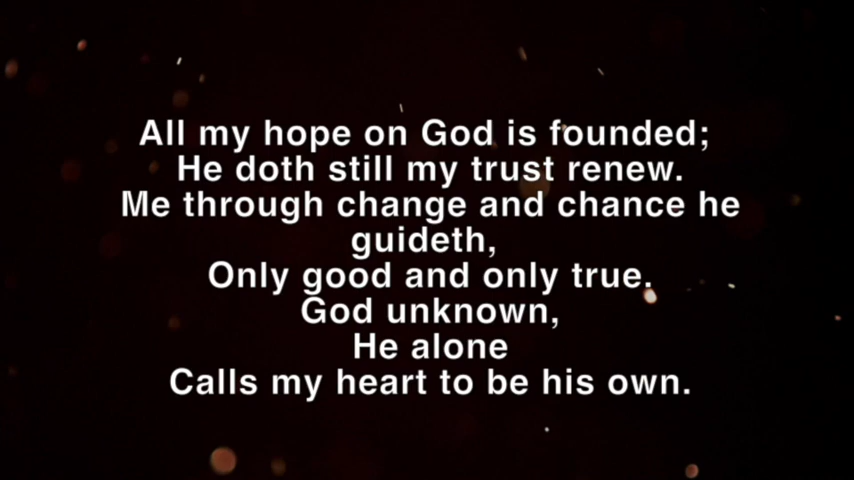 All my hope on God is founded;
He doth still my trust renew.
Me through change and chance he
guideth,
Only good and only true.
God unknown,
He alone
Calls my heart to be his own.